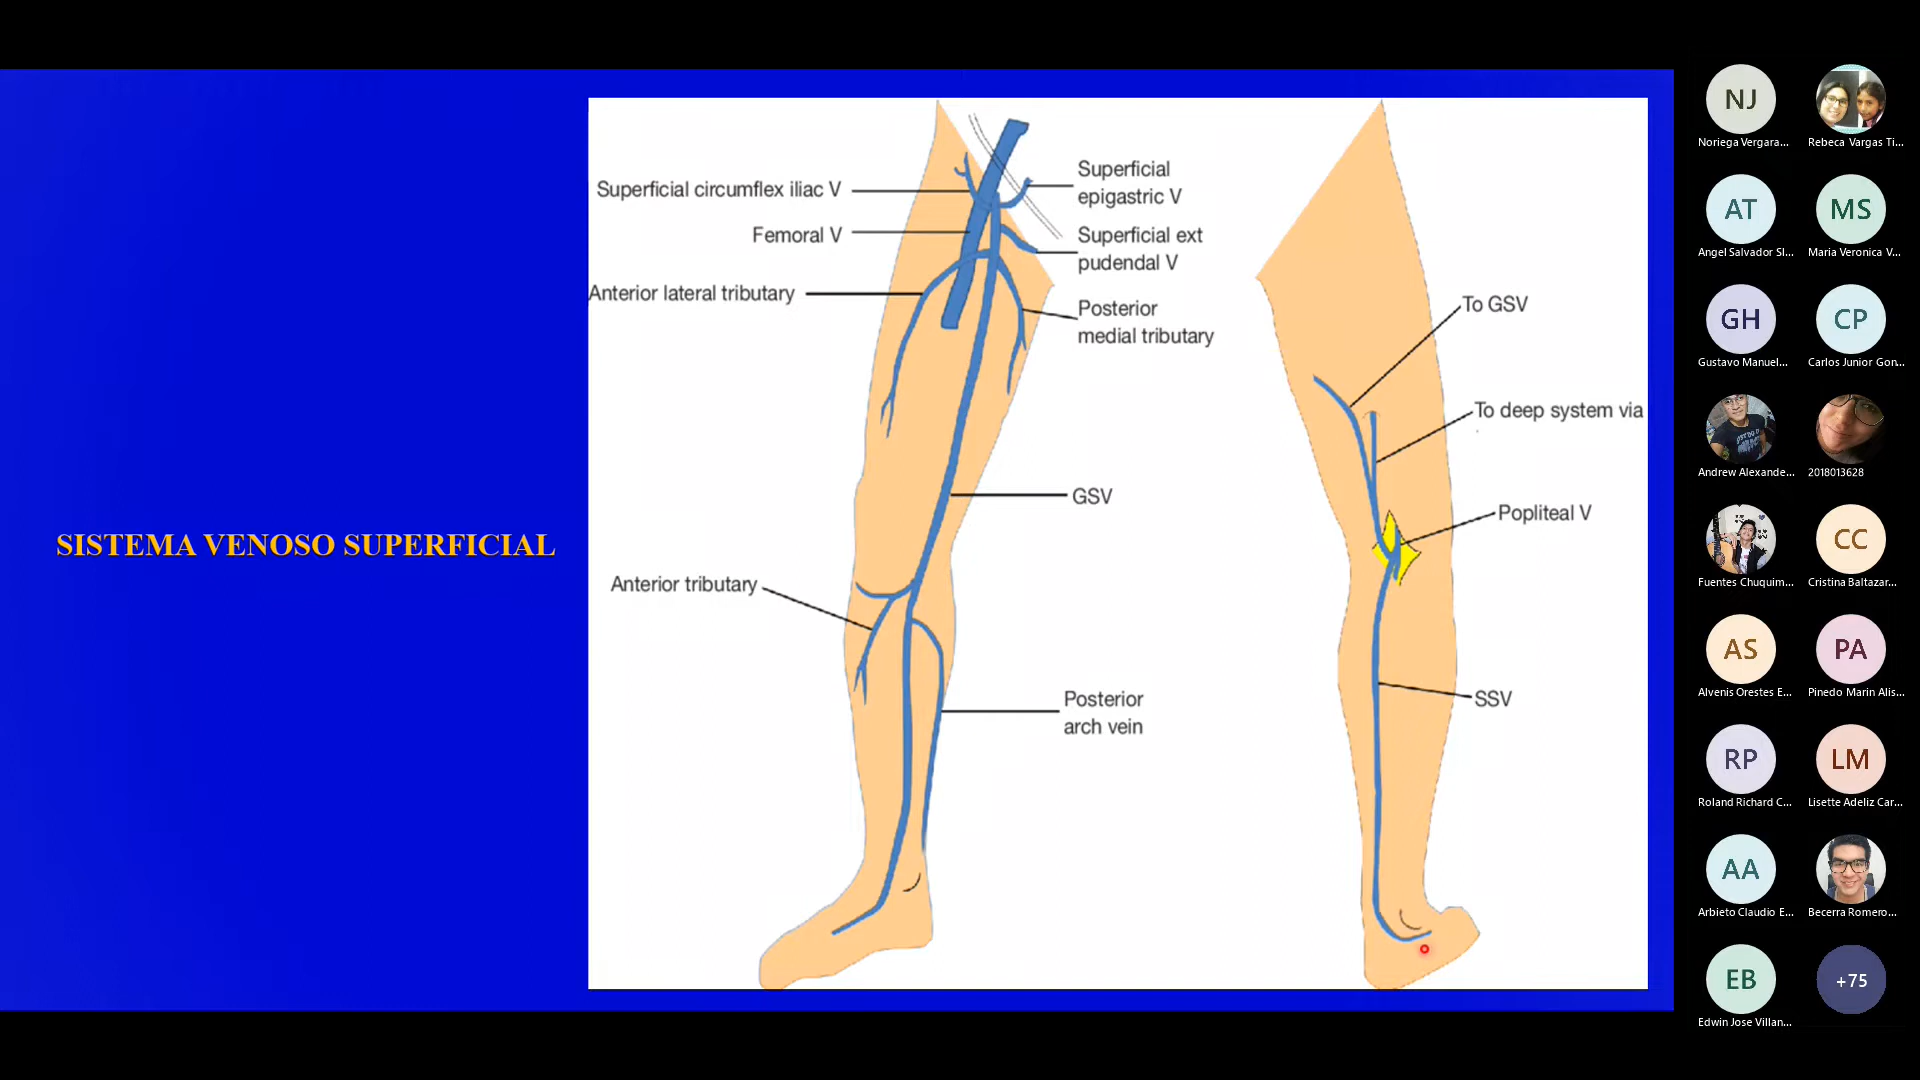 SISTEMA VENOSO SUPERFICIAL
Superficial circumflex iliac V
Femoral V
Anterior lateral tributary
Anterior tributary
Superficial
epigastric V
Superficial ext
pudendal V
Posterior
medial tributary
GSV
Posterior
arch vein
To GSV
To deep system via
Popliteal V
SSV
NJ
Noriega Vergara...
Rebeca Vargas Ti...
AT
Angel Salvador Sl...
MS
Maria Veronica V...
GH
Gustavo Manuel...
CP
Carlos Junior Gon...
Andrew Alexande...
2018013628
Fuentes Chuquim...
CC
Cristina Baltazar...
AS
Alvenis Orestes E...
PA
Pinedo Marin Alis...
RP
Roland Richard C...
LM
Lisette Adeliz Car...
AA
Arbieto Claudio E...
Becerra Romero...
EB
Edwin Jose Villan...
+75